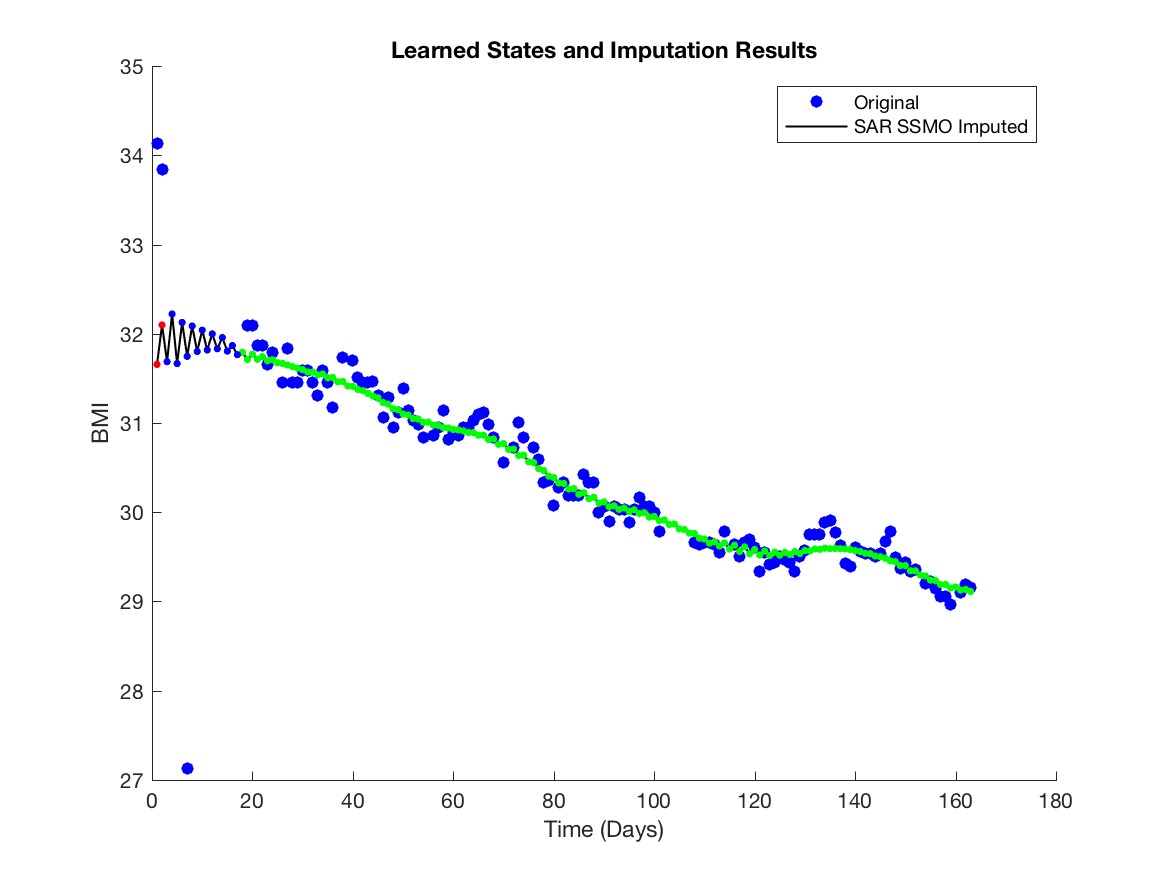 Learned States and Imputation Results
Original
SAR SSMO Imputed
35
34
33
32
31
30
29
28
27
BMI
0 20 40 60 80 100 120 140 160 180
Time (Days)